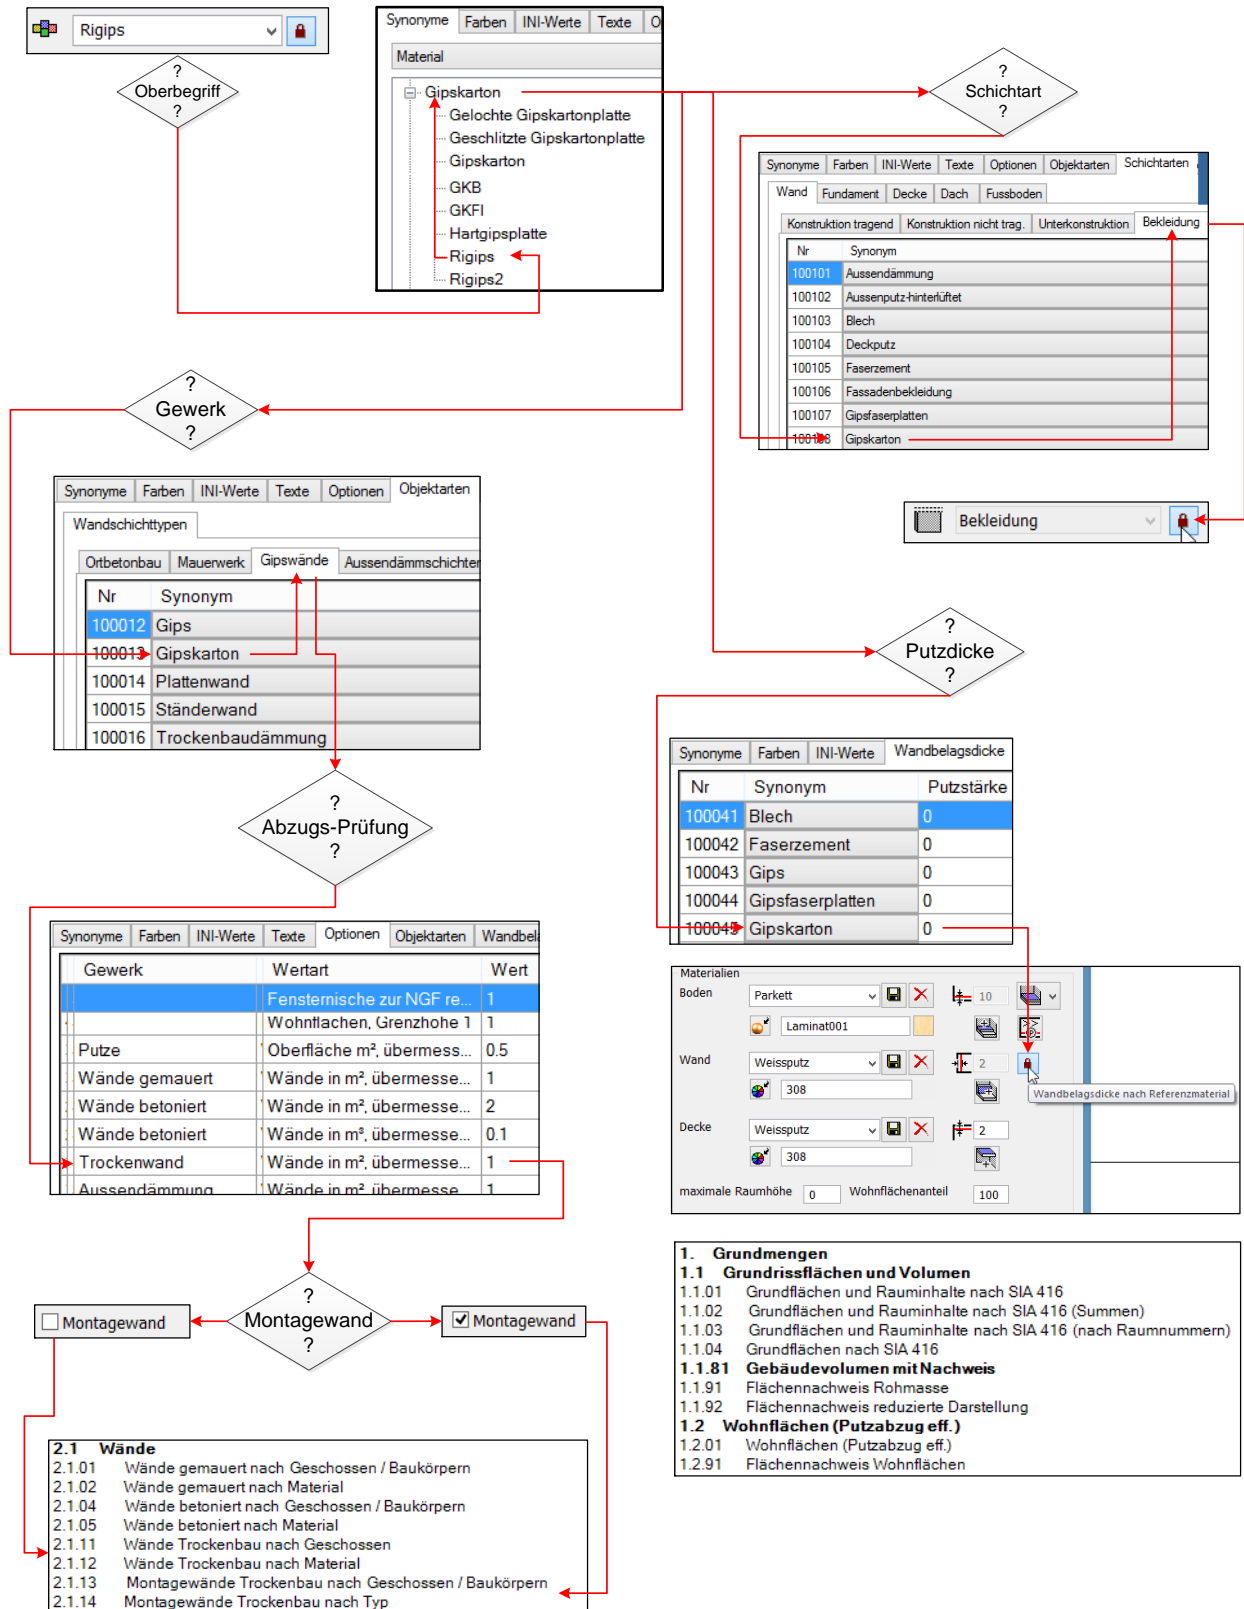 Rigips
?
Oberbegriff
?
Synonyme Farben INI-Werte Texte O
Material
Gipskarton
Gelochte Gipskartonplatte
Geschlitzte Gipskartonplatte
Gipskarton
GKB
GKFI
Hartgipsplatte
Rigips
Rigips2
?
Schichtart
?
Synonyme Farben INI-Werte Texte Optionen Objektarten Schichtarten
Wand Fundament Decke Dach Fussboden
Konstruktion tragend Konstruktion nicht trag. Unterkonstruktion Bekleidung
Nr Synonym
100101 Aussendämmung
100102 Aussenputz-hinterlüftet
100103 Blech
100104 Deckputz
100105 Faserzement
100106 Fassadenbekleidung
100107 Gipsfaserplatten
100108 Gipskarton
Bekleidung
?
Gewerk
?
Synonyme Farben INI-Werte Texte Optionen Objektarten
Wandschichttypen
Ortbetonbau Mauerwerk Gipswände Aussendämmschichten
Nr Synonym
100012 Gips
100013 Gipskarton
100014 Plattenwand
100015 Ständerwand
100016 Trockenbaudämmung
?
Putzdicke
?
Synonyme Farben INI-Werte Wandbelagsdicke
Nr Synonym Putzstärke
100041 Blech 0
100042 Faserzement 0
100043 Gips 0
100044 Gipsfaserplatten 0
100045 Gipskarton 0
?
Abzugs-Prüfung
?
Synonyme Farben INI-Werte Texte Optionen Objektarten Wandbela
Gewerk Wertart Wert
Fensternische zur NGF re... 1
Wohnflächen, Grenzhöhe 1 1
Putze Oberfläche m², übermess... 0.5
Wände gemauert Wände in m², übermesse... 1
Wände betoniert Wände in m², übermesse... 2
Wände betoniert Wände in m³, übermesse... 0.1
Trockenwand Wände in m², übermesse... 1
Aussendämmung Wände in m², übermesse... 1
Materialien
Boden Parkett 10
Laminat001
Wand Weissputz 2
308
Wandbelagsdicke nach Referenzmaterial
Decke Weissputz 2
308
maximale Raumhöhe 0 Wohnflächenanteil 100
?
Montagewand
?
Montagewand
Montagewand
1. Grundmengen
1.1 Grundrissflächen und Volumen
1.1.01 Grundflächen und Rauminhalte nach SIA 416
1.1.02 Grundflächen und Rauminhalte nach SIA 416 (Summen)
1.1.03 Grundflächen und Rauminhalte nach SIA 416 (nach Raumnummern)
1.1.04 Grundflächen nach SIA 416
1.1.81 Gebäudevolumen mit Nachweis
1.1.91 Flächennachweis Rohmasse
1.1.92 Flächennachweis reduzierte Darstellung
1.2 Wohnflächen (Putzabzug eff.)
1.2.01 Wohnflächen (Putzabzug eff.)
1.2.91 Flächennachweis Wohnflächen
2.1 Wände
2.1.01 Wände gemauert nach Geschossen / Baukörpern
2.1.02 Wände gemauert nach Material
2.1.04 Wände betoniert nach Geschossen / Baukörpern
2.1.05 Wände betoniert nach Material
2.1.11 Wände Trockenbau nach Geschossen
2.1.12 Wände Trockenbau nach Material
2.1.13 Montagewände Trockenbau nach Geschossen / Baukörpern
2.1.14 Montagewände Trockenbau nach Typ